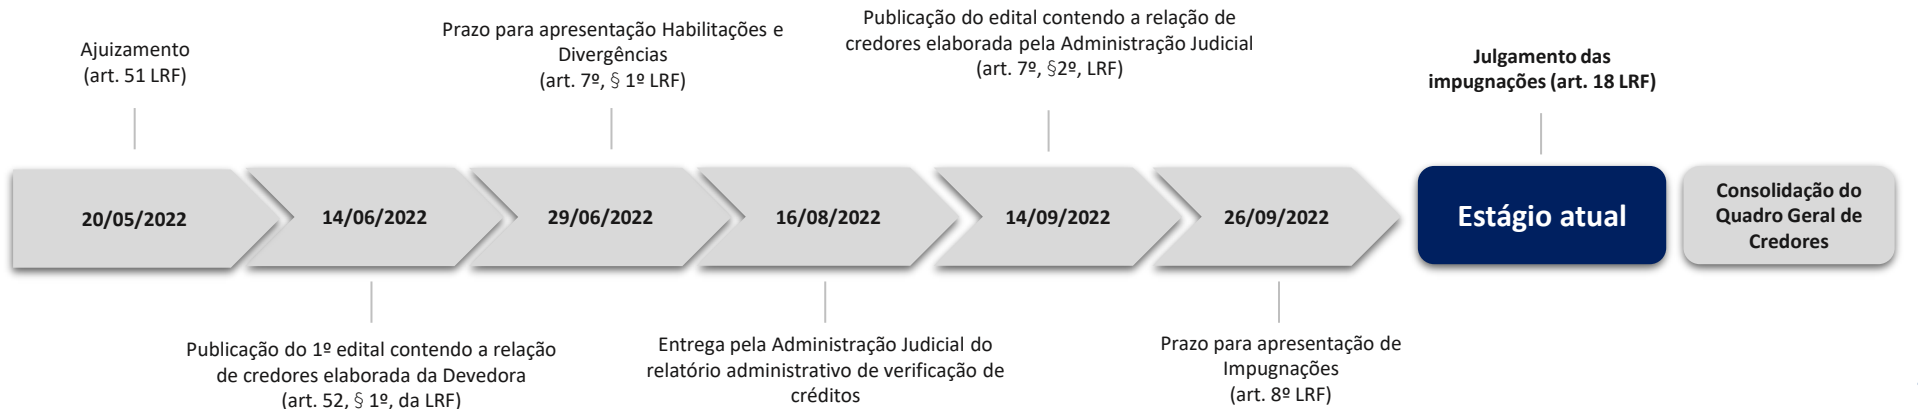 Ajuizamento
(art. 51 LRF)
Prazo para apresentação Habilitações e
Divergências
(art. 7º, § 1º LRF)
Publicação do edital contendo a relação de
credores elaborada pela Administração Judicial
(art. 7º, §2º, LRF)
Julgamento das
impugnações (art. 18 LRF)
20/05/2022
14/06/2022
29/06/2022
16/08/2022
14/09/2022
26/09/2022
Estágio atual
Consolidação do
Quadro Geral de
Credores
Publicação do 1º edital contendo a relação
de credores elaborada da Devedora
(art. 52, § 1º, da LRF)
Entrega pela Administração Judicial do
relatório administrativo de verificação de
créditos
Prazo para apresentação de
Impugnações
(art. 8º LRF)